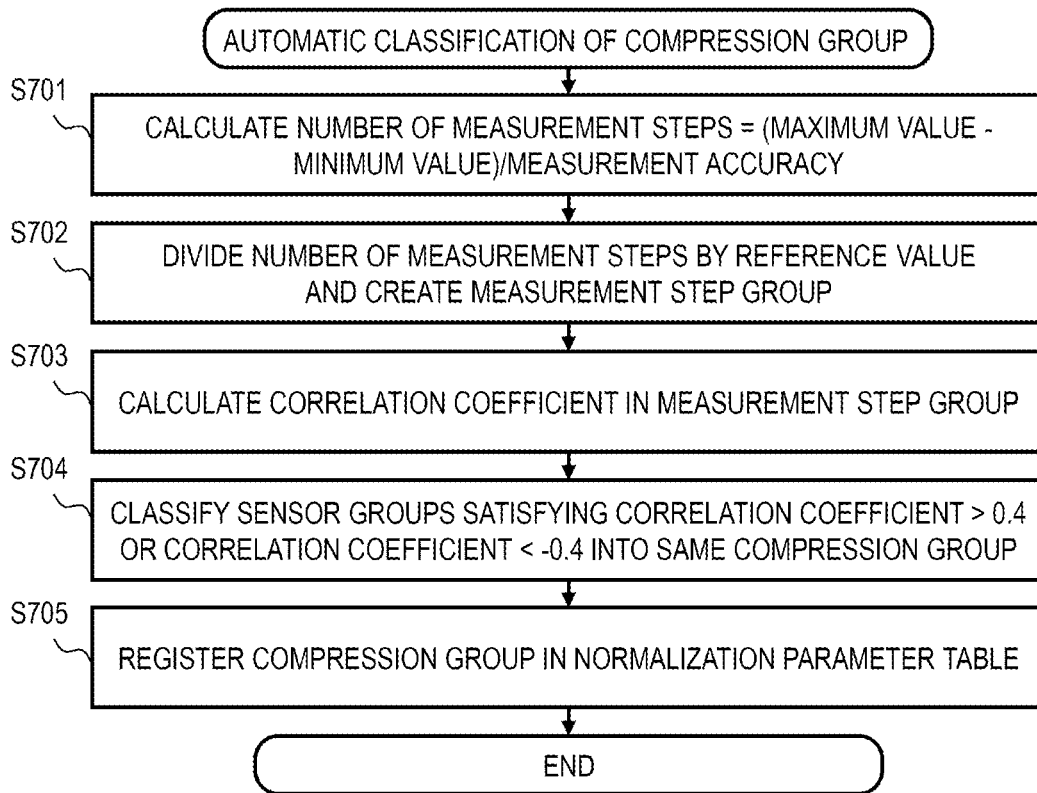 AUTOMATIC CLASSIFICATION OF COMPRESSION GROUP
S701
CALCULATE NUMBER OF MEASUREMENT STEPS = (MAXIMUM VALUE -
MINIMUM VALUE)/MEASUREMENT ACCURACY
S702
DIVIDE NUMBER OF MEASUREMENT STEPS BY REFERENCE VALUE
AND CREATE MEASUREMENT STEP GROUP
S703
CALCULATE CORRELATION COEFFICIENT IN MEASUREMENT STEP GROUP
S704
CLASSIFY SENSOR GROUPS SATISFYING CORRELATION COEFFICIENT > 0.4
OR CORRELATION COEFFICIENT < -0.4 INTO SAME COMPRESSION GROUP
S705
REGISTER COMPRESSION GROUP IN NORMALIZATION PARAMETER TABLE
END